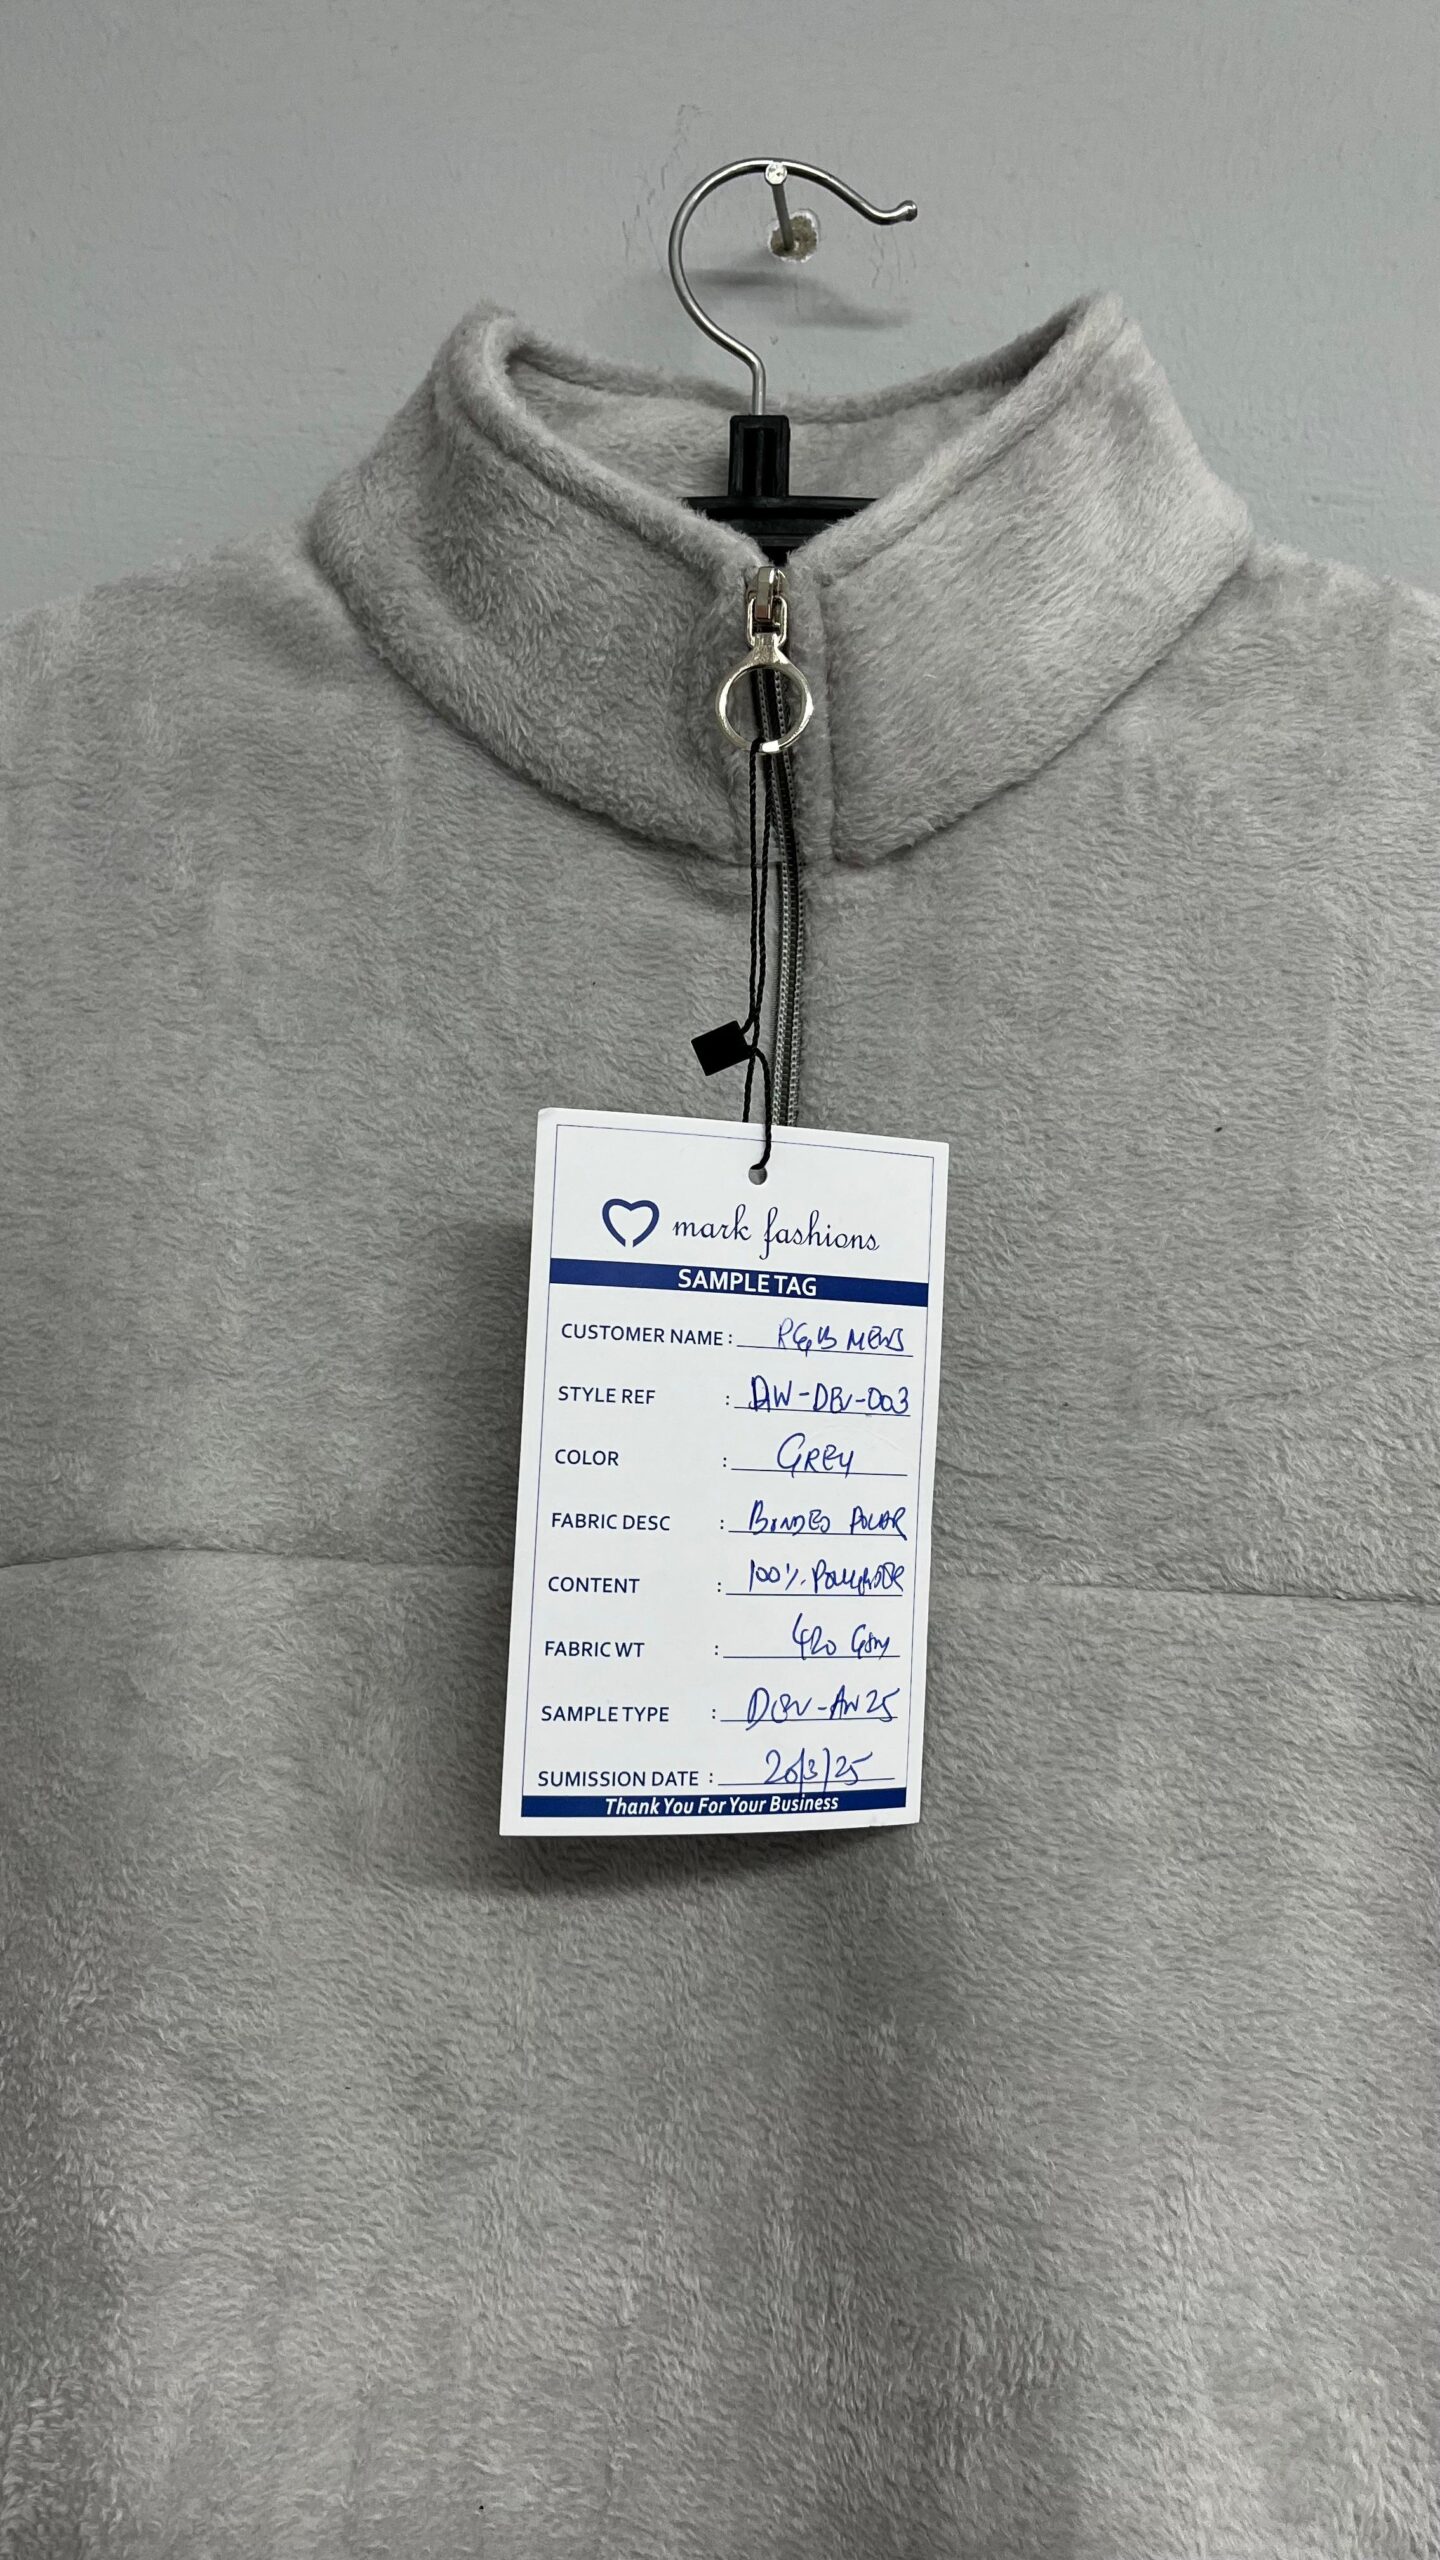 mark fashions
SAMPLE TAG
CUSTOMER NAME : RG,B MENS
STYLE REF : AW-DEV-003
COLOR : GREY
FABRIC DESC : BONDED POLAR
CONTENT : 100% POLYESTER
FABRIC WT : 420 GSM
SAMPLE TYPE : DEV-AW25
SUMISSION DATE : 20/3/25
Thank You For Your Business